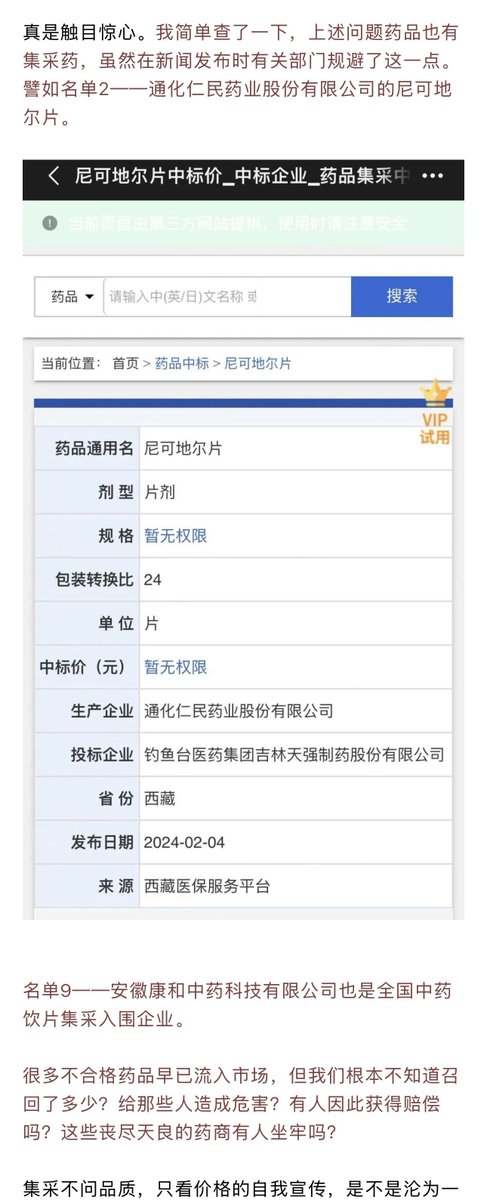 真是触目惊心。我简单查了一下，上述问题药品也有
集采药，虽然在新闻发布时有关部门规避了这一点。
譬如名单2——通化仁民药业股份有限公司的尼可地
尔片。
尼可地尔片中标价_中标企业_药品集采中
当前页面由第三方网站提供，使用时请注意安全
药品 请输入中(英/日)文名称 或 搜索
当前位置： 首页 > 药品中标 > 尼可地尔片
VIP
试用
药品通用名 尼可地尔片
剂 型 片剂
规 格 暂无权限
包装转换比 24
单 位 片
中标价（元） 暂无权限
生产企业 通化仁民药业股份有限公司
投标企业 钓鱼台医药集团吉林天强制药股份有限公司
省 份 西藏
发布日期 2024-02-04
来 源 西藏医保服务平台
名单9——安徽康和中药科技有限公司也是全国中药
饮片集采入围企业。
很多不合格药品早已流入市场，但我们根本不知道召
回了多少？给那些人造成危害？有人因此获得赔偿
吗？这些丧尽天良的药商有人坐牢吗？
集采不问品质，只看价格的自我宣传，是不是沦为一